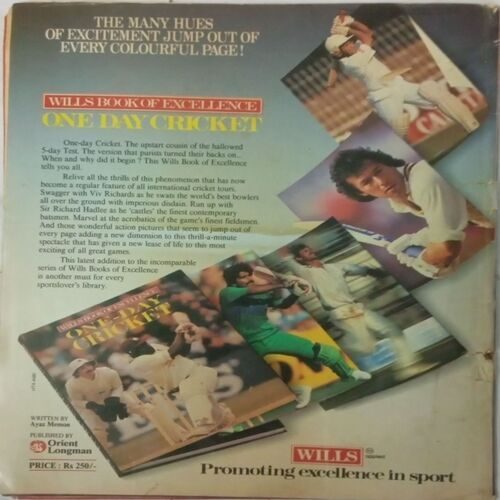 THE MANY HUES
OF EXCITEMENT JUMP OUT OF
EVERY COLOURFUL PAGE!
WILLS BOOK OF EXCELLENCE
ONE DAY CRICKET
One-day Cricket. The upstart cousin of the hallowed
5-day Test. The version that purists turned their backs on...
When and why did it begin? This Wills Book of Excellence
tells you all.
Relive all the thrills of this phenomenon that has now
become a regular feature of all international cricket tours.
Swagger with Viv Richards as he swats the world's best bowlers
all over the ground with imperious disdain. Run up with
Sir Richard Hadlee as he 'castles' the finest contemporary
batsmen. Marvel at the acrobatics of the game's finest fieldsmen.
And those wonderful action pictures that seem to jump out of
every page adding a new dimension to this thrill-a-minute
spectacle that has given a new lease of life to this most
exciting of all great games.
This latest addition to the incomparable
series of Wills Books of Excellence
is another must for every
sportslover's library.
WILLS BOOK OF EXCELLENCE
ONE-DAY
CRICKET
WRITTEN BY
Ayaz Memon
PUBLISHED BY
Orient
Longman
PRICE: Rs 250/-
WILLS
Promoting excellence in sport